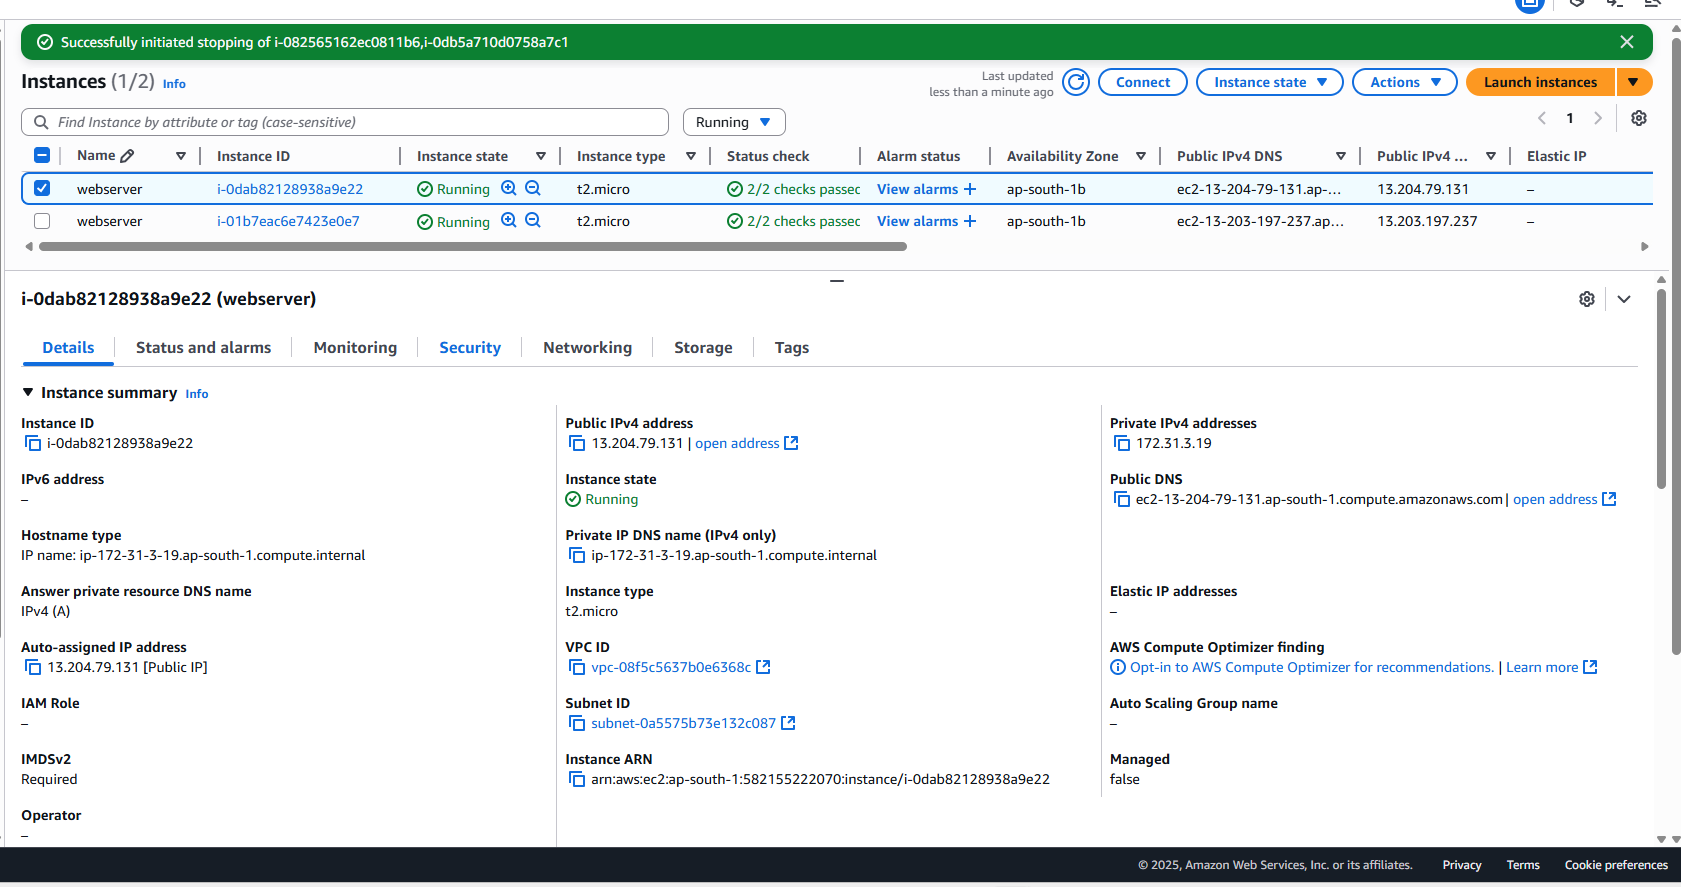 Successfully initiated stopping of i-082565162ec0811b6,i-0db5a710d0758a7c1
Instances (1/2) Info
Last updated
less than a minute ago
Connect
Instance state
Actions
Launch instances
Find Instance by attribute or tag (case-sensitive)
Running
1
Name Instance ID Instance state Instance type Status check Alarm status Availability Zone Public IPv4 DNS Public IPv4 ... Elastic IP
webserver i-0dab82128938a9e22 Running t2.micro 2/2 checks passed View alarms + ap-south-1b ec2-13-204-79-131.ap-... 13.204.79.131 –
webserver i-01b7eac6e7423e0e7 Running t2.micro 2/2 checks passed View alarms + ap-south-1b ec2-13-203-197-237.ap... 13.203.197.237 –
i-0dab82128938a9e22 (webserver)
Details Status and alarms Monitoring Security Networking Storage Tags
Instance summary Info
Instance ID
i-0dab82128938a9e22
Public IPv4 address
13.204.79.131 | open address
Private IPv4 addresses
172.31.3.19
IPv6 address
–
Instance state
Running
Public DNS
ec2-13-204-79-131.ap-south-1.compute.amazonaws.com | open address
Hostname type
IP name: ip-172-31-3-19.ap-south-1.compute.internal
Private IP DNS name (IPv4 only)
ip-172-31-3-19.ap-south-1.compute.internal
Answer private resource DNS name
IPv4 (A)
Instance type
t2.micro
Elastic IP addresses
–
Auto-assigned IP address
13.204.79.131 [Public IP]
VPC ID
vpc-08f5c5637b0e6368c
AWS Compute Optimizer finding
Opt-in to AWS Compute Optimizer for recommendations. | Learn more
IAM Role
–
Subnet ID
subnet-0a5575b73e132c087
Auto Scaling Group name
–
IMDSv2
Required
Instance ARN
arn:aws:ec2:ap-south-1:582155222070:instance/i-0dab82128938a9e22
Managed
false
Operator
–
© 2025, Amazon Web Services, Inc. or its affiliates. Privacy Terms Cookie preferences